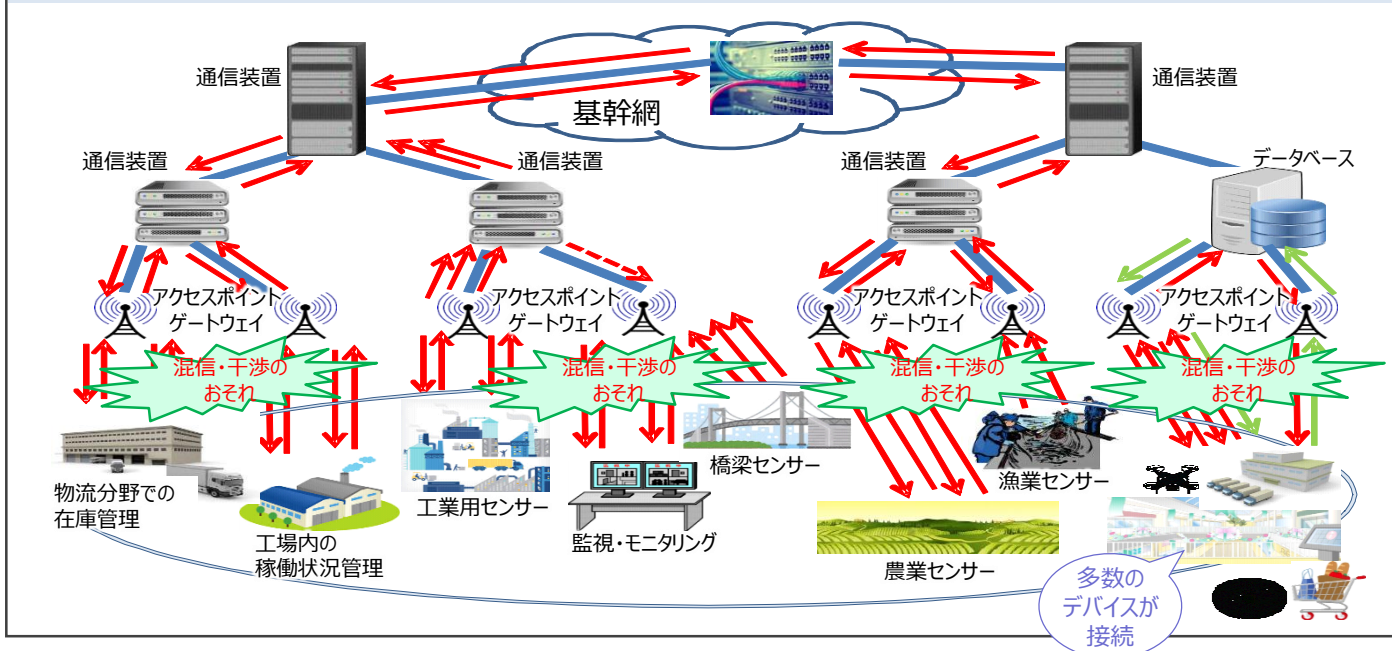 通信装置
基幹網
通信装置
通信装置
通信装置
通信装置
データベース
アクセスポイント
ゲートウェイ
アクセスポイント
ゲートウェイ
アクセスポイント
ゲートウェイ
アクセスポイント
ゲートウェイ
混信・干渉の
おそれ
混信・干渉の
おそれ
混信・干渉の
おそれ
混信・干渉の
おそれ
物流分野での
在庫管理
工場内の
稼働状況管理
工業用センサー
監視・モニタリング
橋梁センサー
農業センサー
漁業センサー
多数の
デバイスが
接続